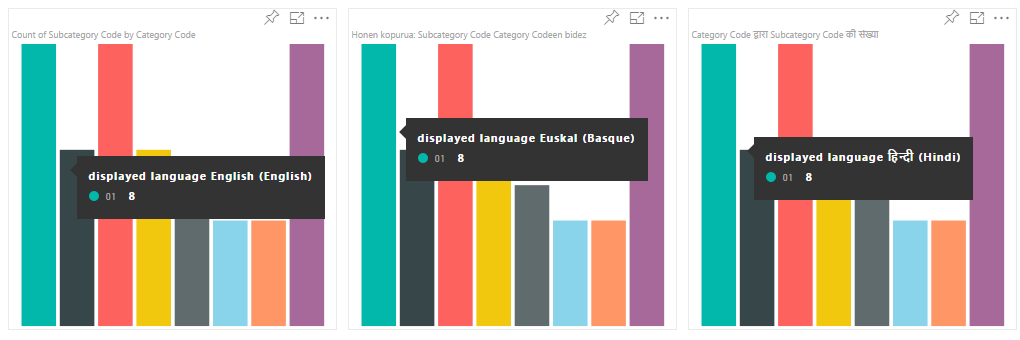 Count of Subcategory Code by Category Code
displayed language English (English)
01 8
Honen kopurua: Subcategory Code Category Codeen bidez
displayed language Euskal (Basque)
01 8
Category Code द्वारा Subcategory Code की संख्या
displayed language हिन्दी (Hindi)
01 8